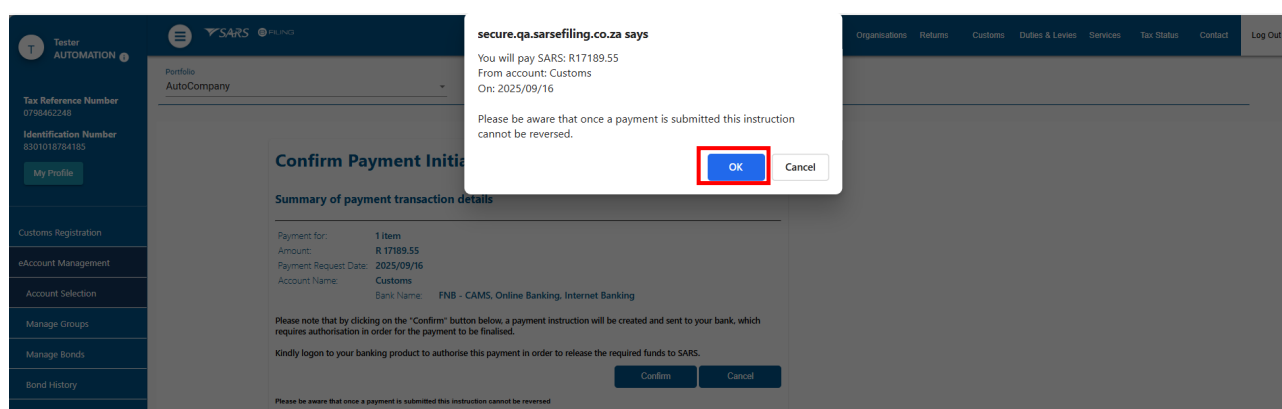 T
Tester
AUTOMATION
SARS eFILING
Organisations Returns Customs Duties & Levies Services Tax Status Contact Log Out
secure.qa.sarsefiling.co.za says
You will pay SARS: R17189.55
From account: Customs
On: 2025/09/16
Please be aware that once a payment is submitted this instruction
cannot be reversed.
OK Cancel
Portfolio
AutoCompany
Tax Reference Number
0798462248
Identification Number
8301018784185
My Profile
Customs Registration
eAccount Management
Account Selection
Manage Groups
Manage Bonds
Bond History
Confirm Payment Initia
Summary of payment transaction details
Payment for: 1 item
Amount: R 17189.55
Payment Request Date: 2025/09/16
Account Name: Customs
Bank Name: FNB - CAMS, Online Banking, Internet Banking
Please note that by clicking on the "Confirm" button below, a payment instruction will be created and sent to your bank, which
requires authorisation in order for the payment to be finalised.
Kindly logon to your banking product to authorise this payment in order to release the required funds to SARS.
Confirm Cancel
Please be aware that once a payment is submitted this instruction cannot be reversed